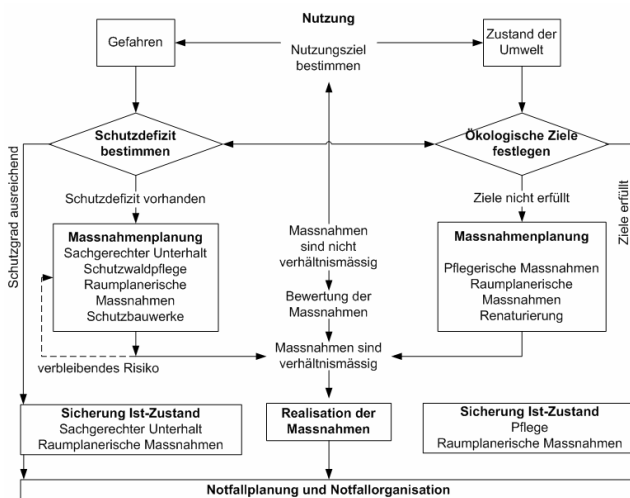 Nutzung
Gefahren
Nutzungsziel
bestimmen
Zustand der
Umwelt
Schutzdefizit
bestimmen
Ökologische Ziele
festlegen
Schutzgrad ausreichend
Schutzdefizit vorhanden
Ziele nicht erfüllt
Ziele erfüllt
Massnahmenplanung
Sachgerechter Unterhalt
Schutzwaldpflege
Raumplanerische
Massnahmen
Schutzbauwerke
Massnahmen
sind nicht
verhältnismässig
Bewertung der
Massnahmen
Massnahmenplanung
Pflegerische Massnahmen
Raumplanerische
Massnahmen
Renaturierung
verbleibendes Risiko
Massnahmen sind
verhältnismässig
Sicherung Ist-Zustand
Sachgerechter Unterhalt
Raumplanerische Massnahmen
Realisation der
Massnahmen
Sicherung Ist-Zustand
Pflege
Raumplanerische Massnahmen
Notfallplanung und Notfallorganisation